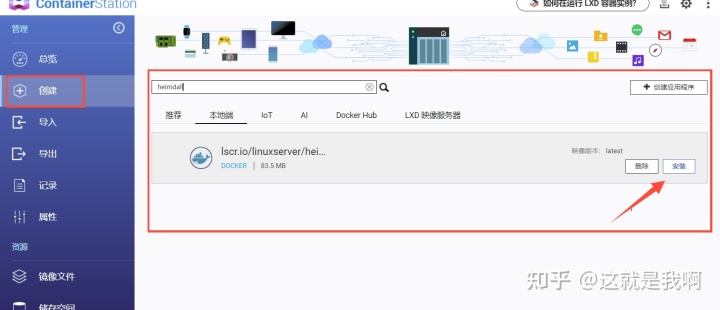 ContainerStation
如何在运行 LXD 容器实例?
管理
总览
创建
导入
导出
记录
属性
资源
镜像文件
储存空间
heimdall
+ 创建应用程序
推荐 本地端 IoT AI Docker Hub LXD 映像服务器
lscr.io/linuxserver/hei...
DOCKER | 83.5 MB
映像版本: latest
删除 安装
知乎 @这就是我啊